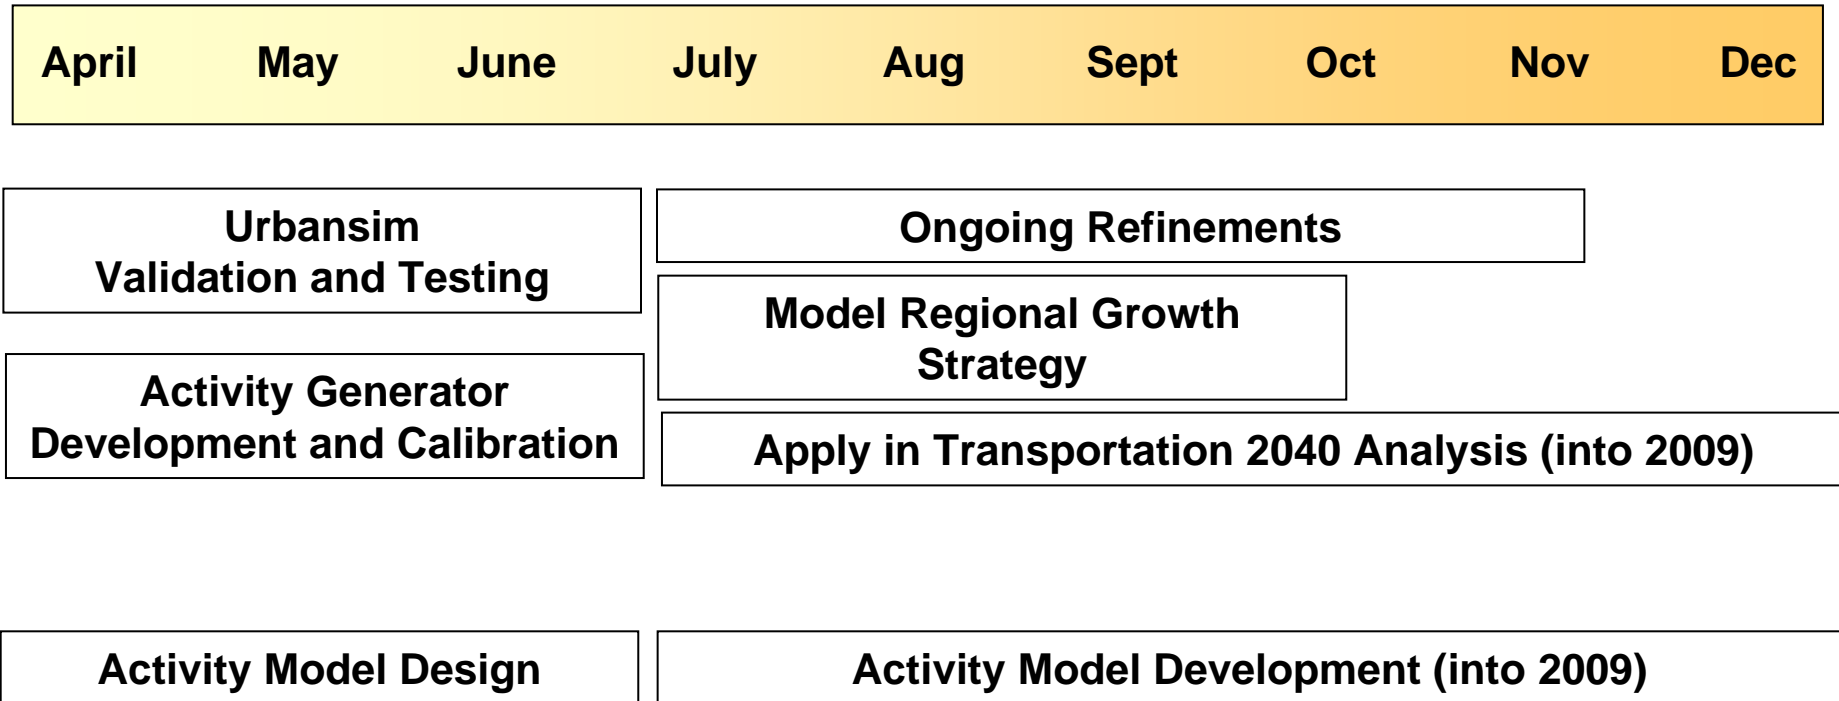 April May June July Aug Sept Oct Nov Dec
Urbansim
Validation and Testing
Ongoing Refinements
Model Regional Growth
Strategy
Activity Generator
Development and Calibration
Apply in Transportation 2040 Analysis (into 2009)
Activity Model Design
Activity Model Development (into 2009)